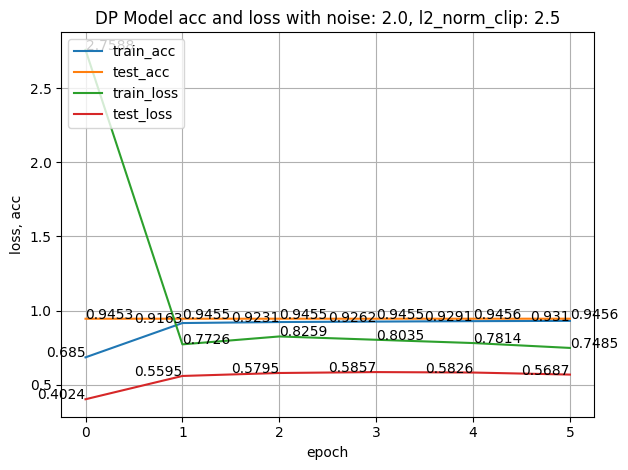 DP Model acc and loss with noise: 2.0, l2_norm_clip: 2.5
2.7588
train_acc
test_acc
train_loss
test_loss
2.5
2.0
1.5
1.0
0.5
loss, acc
0.9453 0.9455 0.9455 0.9455 0.9456 0.9456
0.685 0.9163 0.9231 0.9262 0.9291 0.931
0.7726 0.8259 0.8035 0.7814 0.7485
0.4024 0.5595 0.5795 0.5857 0.5826 0.5687
0 1 2 3 4 5
epoch